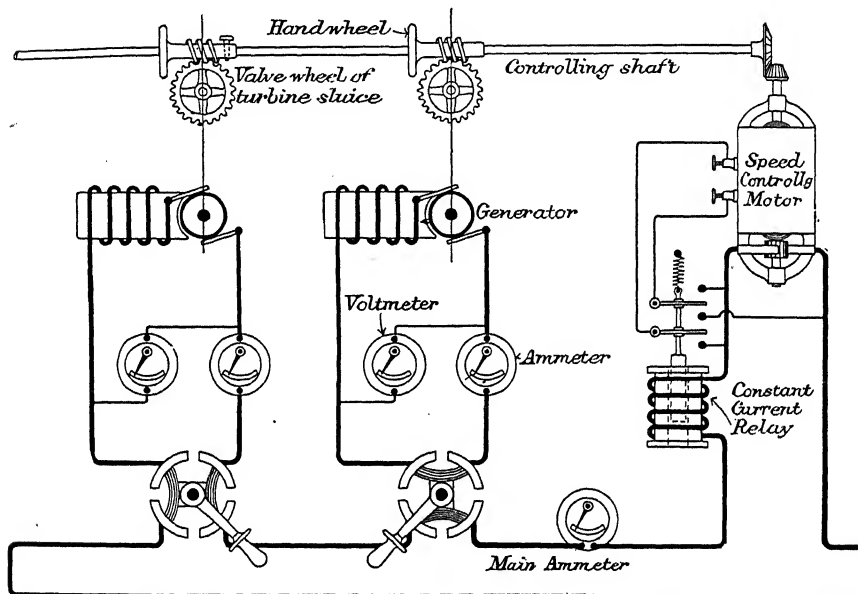 Handwheel
Valve wheel of
turbine sluice
Controlling shaft
Speed
Controllg
Motor
Generator
Voltmeter
Ammeter
Constant
Current
Relay
Main Ammeter